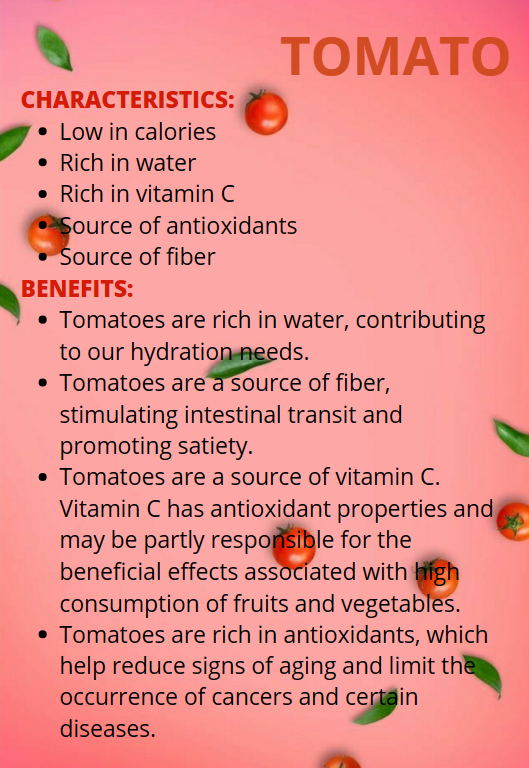 TOMATO
CHARACTERISTICS:
• Low in calories
• Rich in water
• Rich in vitamin C
• Source of antioxidants
• Source of fiber
BENEFITS:
• Tomatoes are rich in water, contributing
to our hydration needs.
• Tomatoes are a source of fiber,
stimulating intestinal transit and
promoting satiety.
• Tomatoes are a source of vitamin C.
Vitamin C has antioxidant properties and
may be partly responsible for the
beneficial effects associated with high
consumption of fruits and vegetables.
• Tomatoes are rich in antioxidants, which
help reduce signs of aging and limit the
occurrence of cancers and certain
diseases.